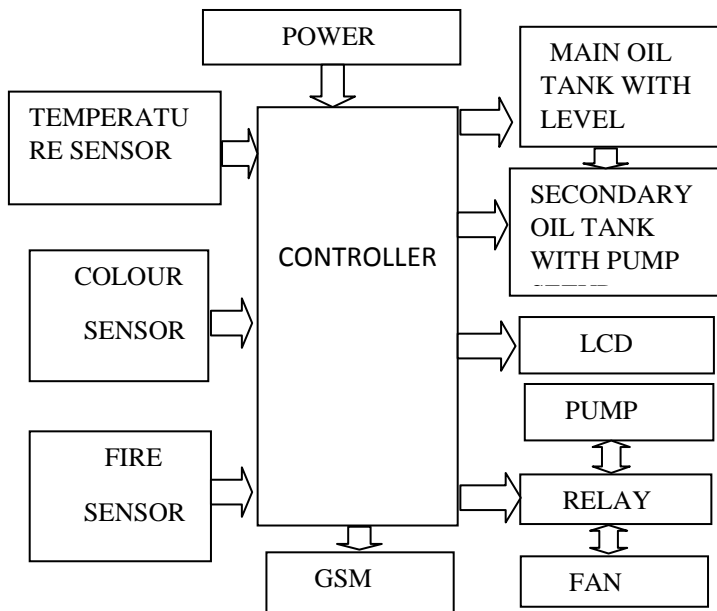 POWER
MAIN OIL
TANK WITH
LEVEL
TEMPERATU
RE SENSOR
SECONDARY
OIL TANK
WITH PUMP
CONTROLLER
COLOUR
SENSOR
LCD
PUMP
FIRE
SENSOR
RELAY
GSM
FAN